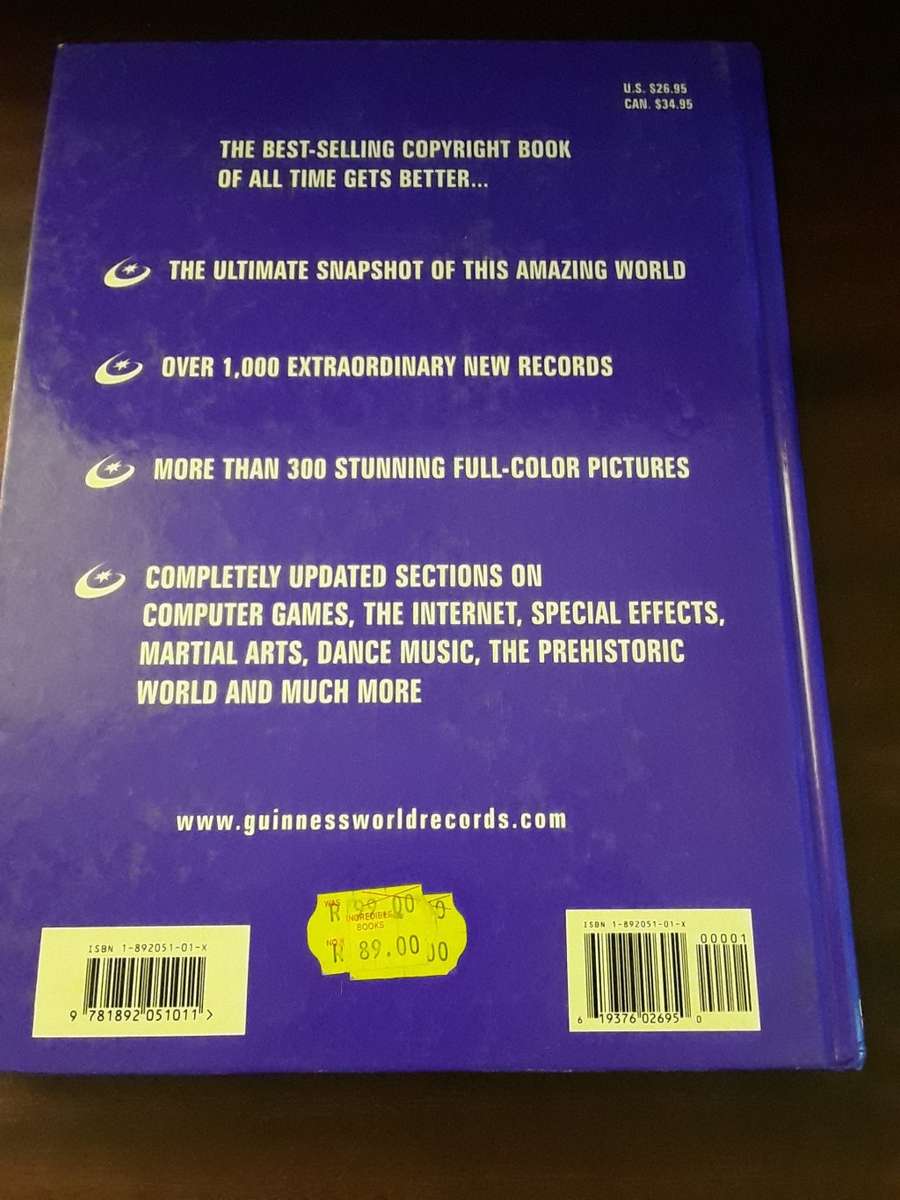 U.S. $26.95
CAN. $34.95
THE BEST-SELLING COPYRIGHT BOOK
OF ALL TIME GETS BETTER...
THE ULTIMATE SNAPSHOT OF THIS AMAZING WORLD
OVER 1,000 EXTRAORDINARY NEW RECORDS
MORE THAN 300 STUNNING FULL-COLOR PICTURES
COMPLETELY UPDATED SECTIONS ON
COMPUTER GAMES, THE INTERNET, SPECIAL EFFECTS,
MARTIAL ARTS, DANCE MUSIC, THE PREHISTORIC
WORLD AND MUCH MORE
www.guinnessworldrecords.com
WAS
R 99.00
INCREDIBLE
BOOKS
NOW
R 89.00
ISBN 1-892051-01-X
9 781892 051011 >
ISBN 1-892051-01-X
00001
6 19376 02695 0